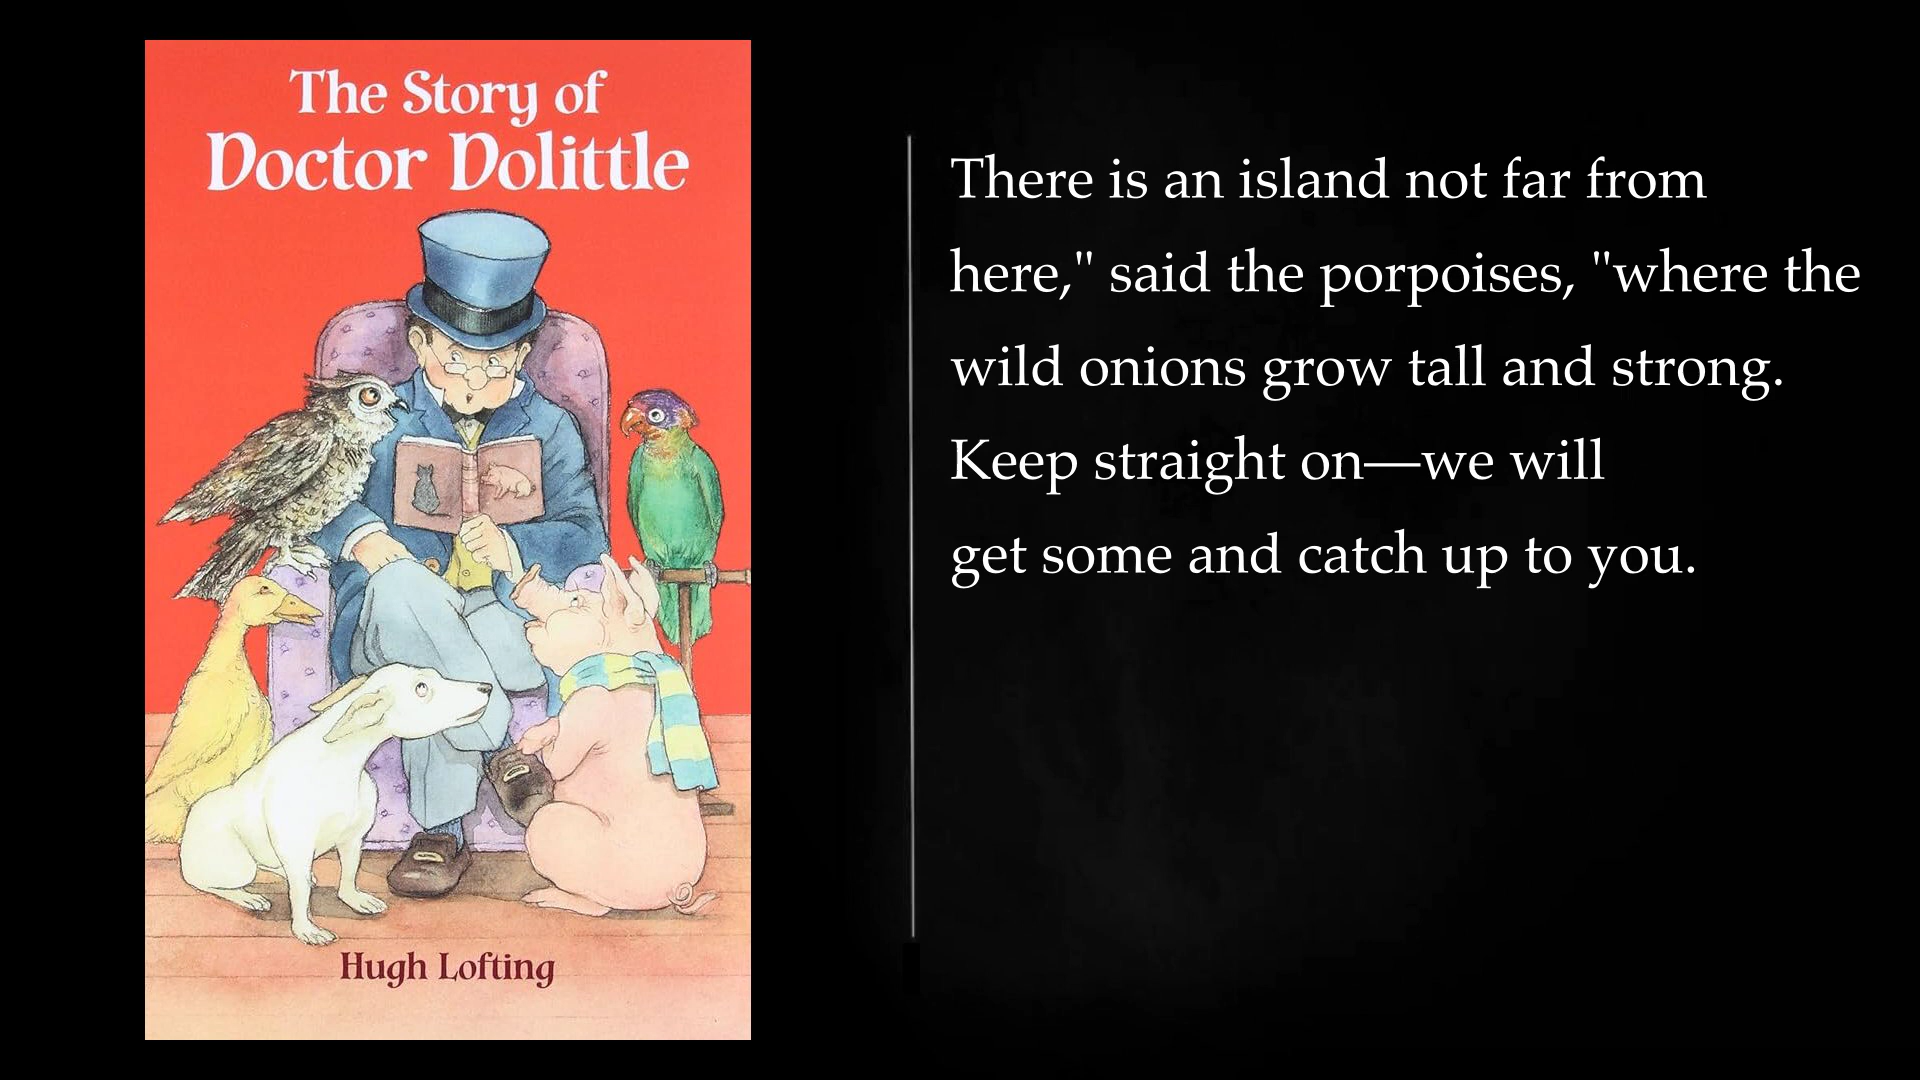 The Story of
Doctor Dolittle
Hugh Lofting
There is an island not far from
here," said the porpoises, "where the
wild onions grow tall and strong.
Keep straight on—we will
get some and catch up to you.